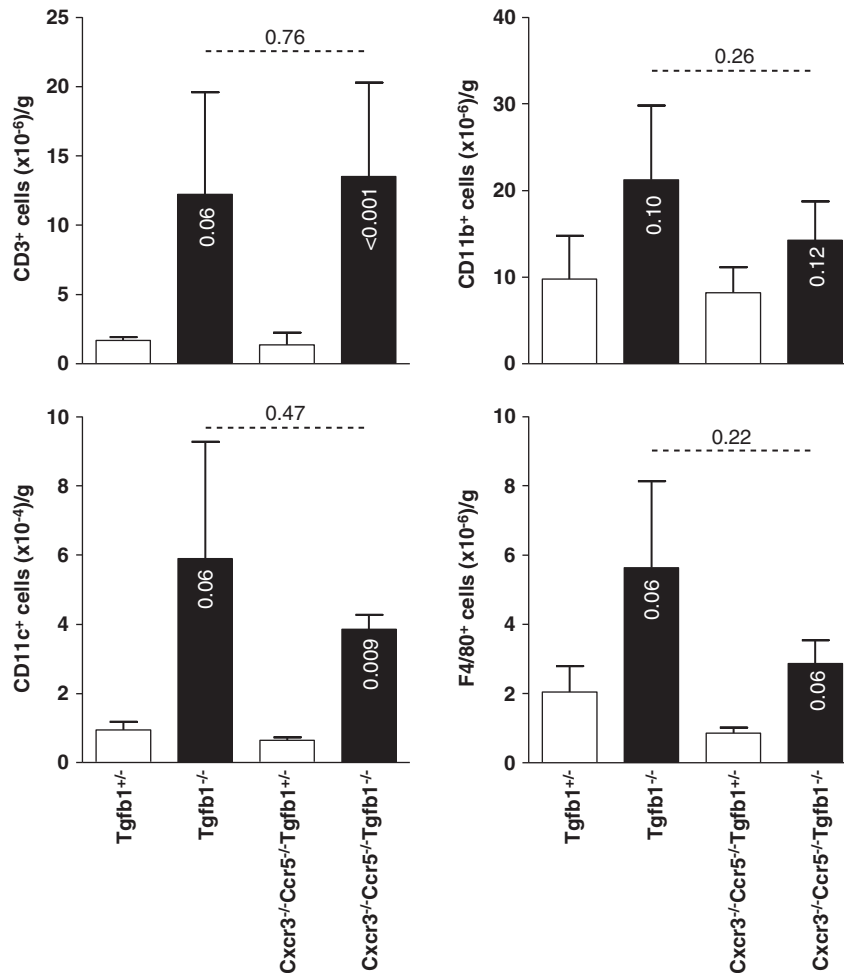 25
20
15
10
5
0
CD3⁺ cells (x10⁻⁶)/g
0.76
0.06
<0.001
40
30
20
10
0
CD11b⁺ cells (x10⁻⁶)/g
0.26
0.10
0.12
10
8
6
4
2
0
CD11c⁺ cells (x10⁻⁴)/g
0.47
0.06
0.009
Tgfb1⁺/⁻
Tgfb1⁻/⁻
Cxcr3⁻/⁻Ccr5⁻/⁻Tgfb1⁺/⁻
Cxcr3⁻/⁻Ccr5⁻/⁻Tgfb1⁻/⁻
10
8
6
4
2
0
F4/80⁺ cells (x10⁻⁶)/g
0.22
0.06
0.06
Tgfb1⁺/⁻
Tgfb1⁻/⁻
Cxcr3⁻/⁻Ccr5⁻/⁻Tgfb1⁺/⁻
Cxcr3⁻/⁻Ccr5⁻/⁻Tgfb1⁻/⁻